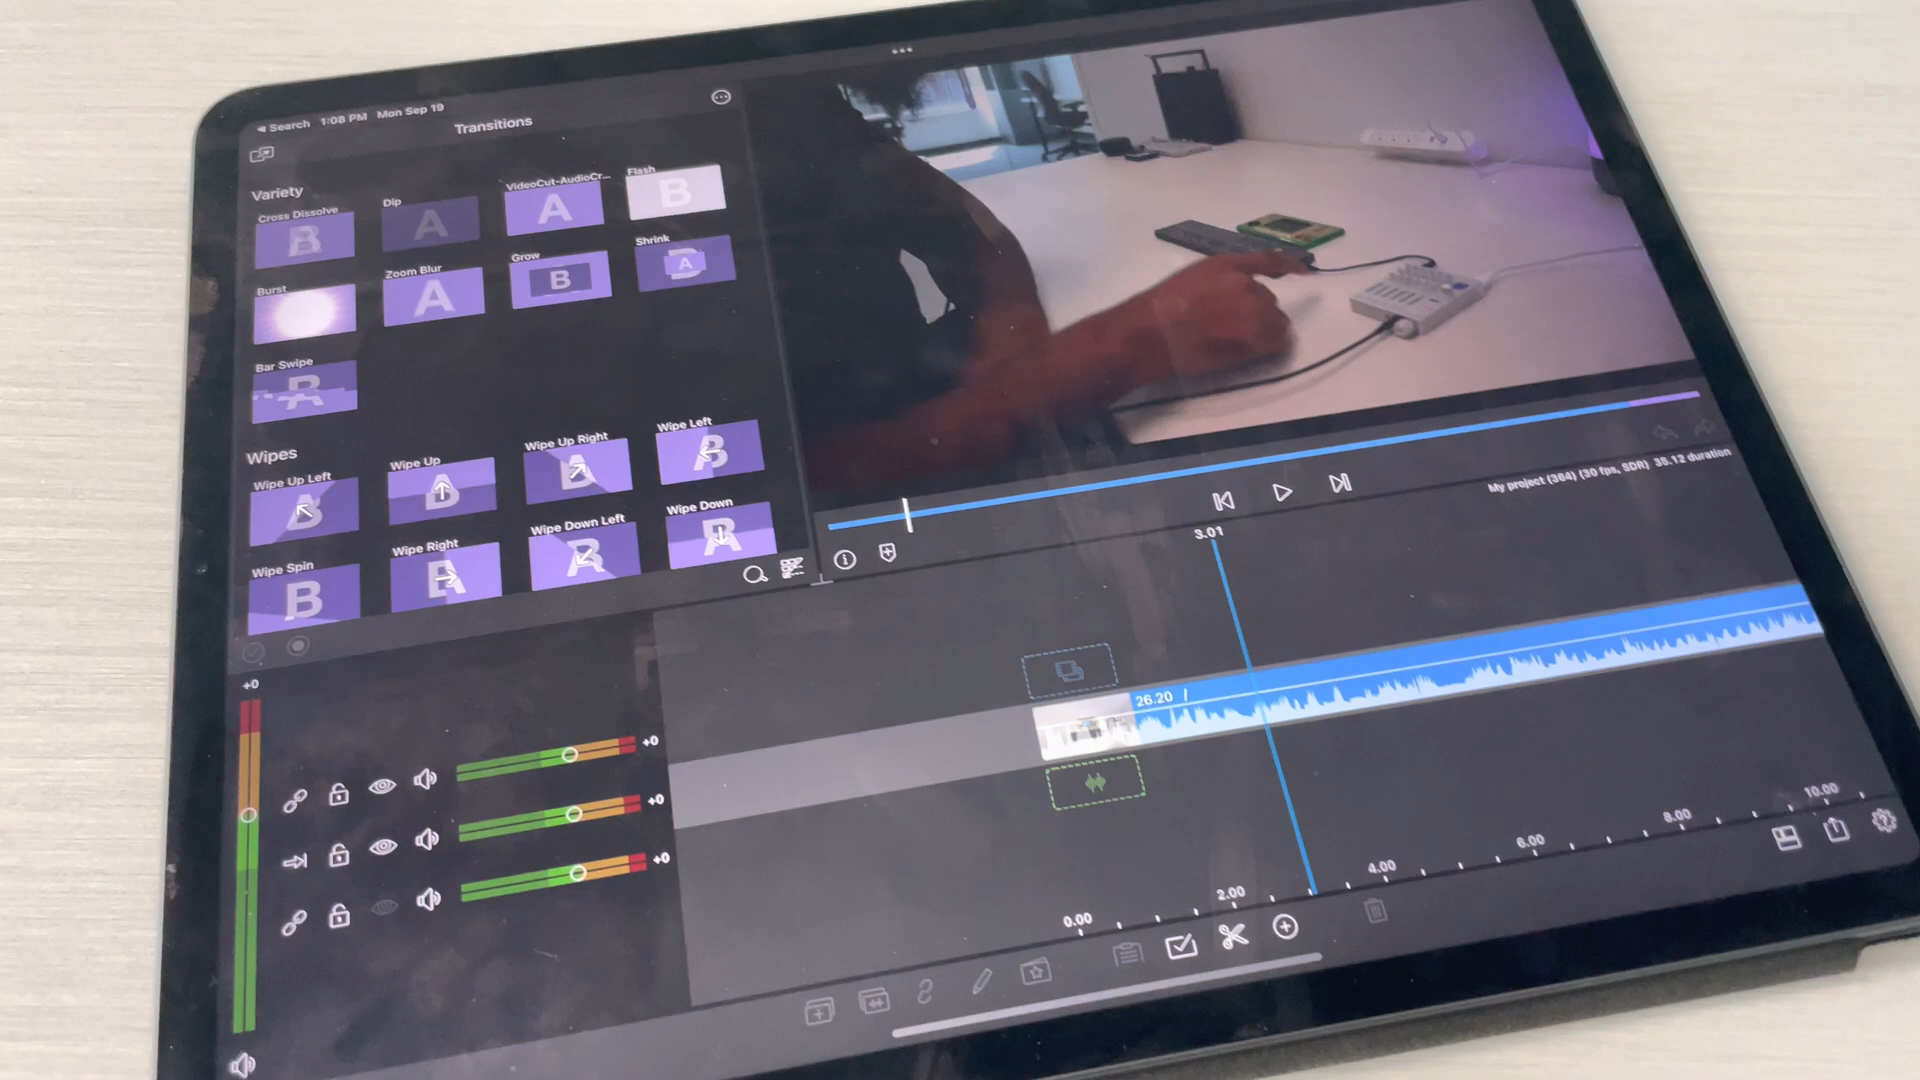 Search 1:08 PM Mon Sep 19
Transitions
Variety
Cross Dissolve
Dip
VideoCut-AudioCr...
Flash
B
A
A
B
Burst
Zoom Blur
Grow
Shrink
A
B
A
Bar Swipe
Wipes
Wipe Up Left
Wipe Up
Wipe Up Right
Wipe Left
Wipe Spin
Wipe Right
Wipe Down Left
Wipe Down
B
My project (364) (30 fps, SDR) 38.12 duration
3.01
26.20
+0
+0
+0
+0
0.00 2.00 4.00 6.00 8.00 10.00